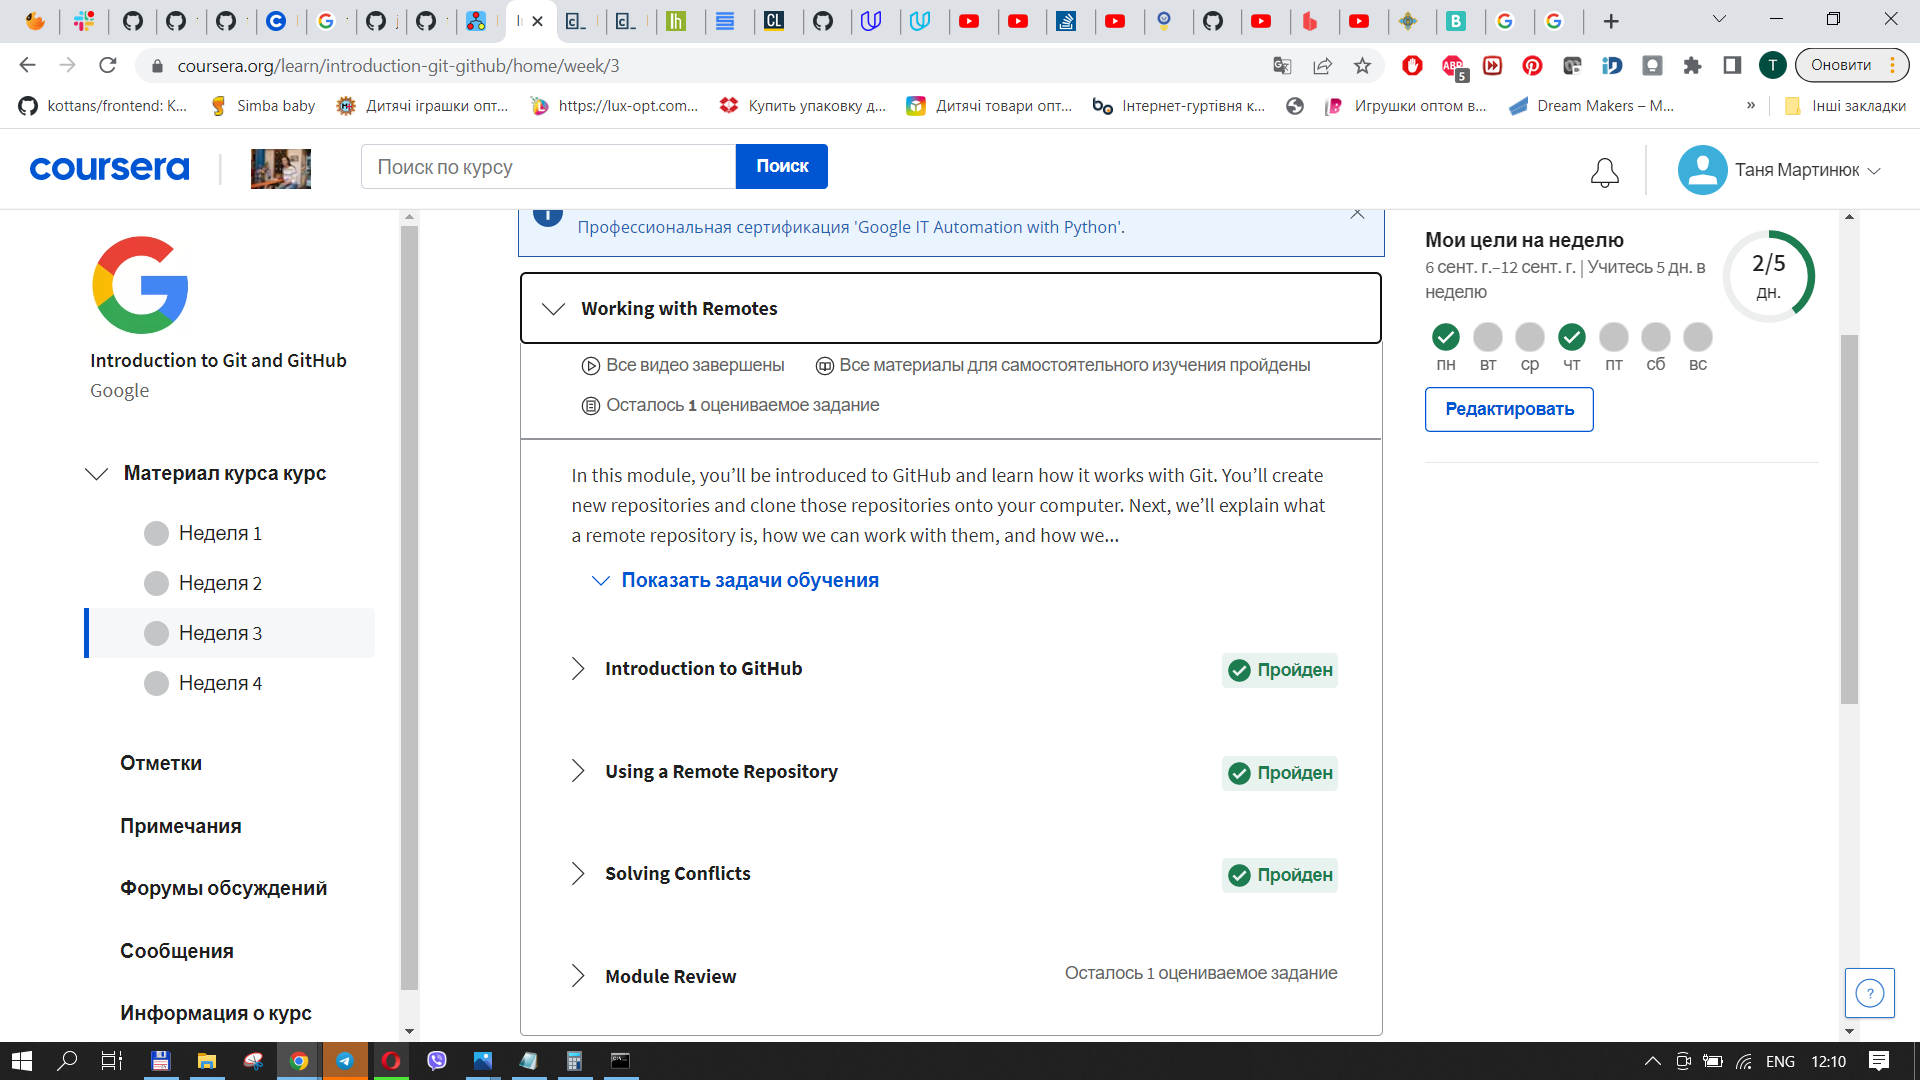 coursera.org/learn/introduction-git-github/home/week/3
ABP
5
T
Оновити
kottans/frontend: K...
Simba baby
Дитячі іграшки опт...
https://lux-opt.com...
Купить упаковку д...
Дитячі товари опт...
Інтернет-гуртівня к...
Игрушки оптом в...
Dream Makers – M...
»
Інші закладки
coursera
Поиск по курсу
Поиск
Таня Мартинюк
Профессиональная сертификация 'Google IT Automation with Python'.
Introduction to Git and GitHub
Google
Материал курса курс
Неделя 1
Неделя 2
Неделя 3
Неделя 4
Отметки
Примечания
Форумы обсуждений
Сообщения
Информация о курс
Working with Remotes
Все видео завершены
Все материалы для самостоятельного изучения пройдены
Осталось 1 оцениваемое задание
In this module, you’ll be introduced to GitHub and learn how it works with Git. You’ll create
new repositories and clone those repositories onto your computer. Next, we’ll explain what
a remote repository is, how we can work with them, and how we...
Показать задачи обучения
Introduction to GitHub
Пройден
Using a Remote Repository
Пройден
Solving Conflicts
Пройден
Module Review
Осталось 1 оцениваемое задание
Мои цели на неделю
6 сент. г.–12 сент. г. | Учитесь 5 дн. в
неделю
2/5
дн.
пн вт ср чт пт сб вс
Редактировать
?
ENG
12:10